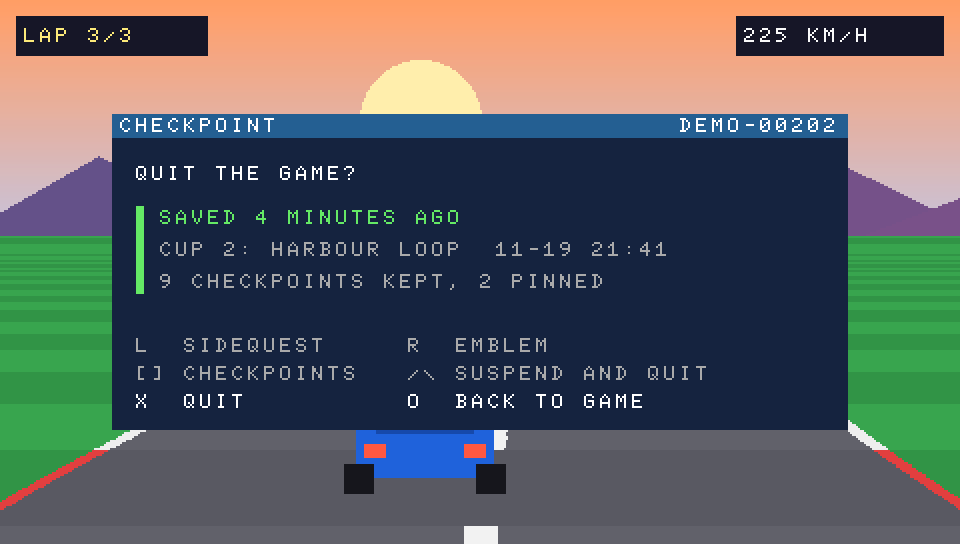 LAP 3/3
225 KM/H
CHECKPOINT DEMO-00202
QUIT THE GAME?
SAVED 4 MINUTES AGO
CUP 2: HARBOUR LOOP 11-19 21:41
9 CHECKPOINTS KEPT, 2 PINNED
L SIDEQUEST R EMBLEM
[] CHECKPOINTS /\ SUSPEND AND QUIT
X QUIT O BACK TO GAME